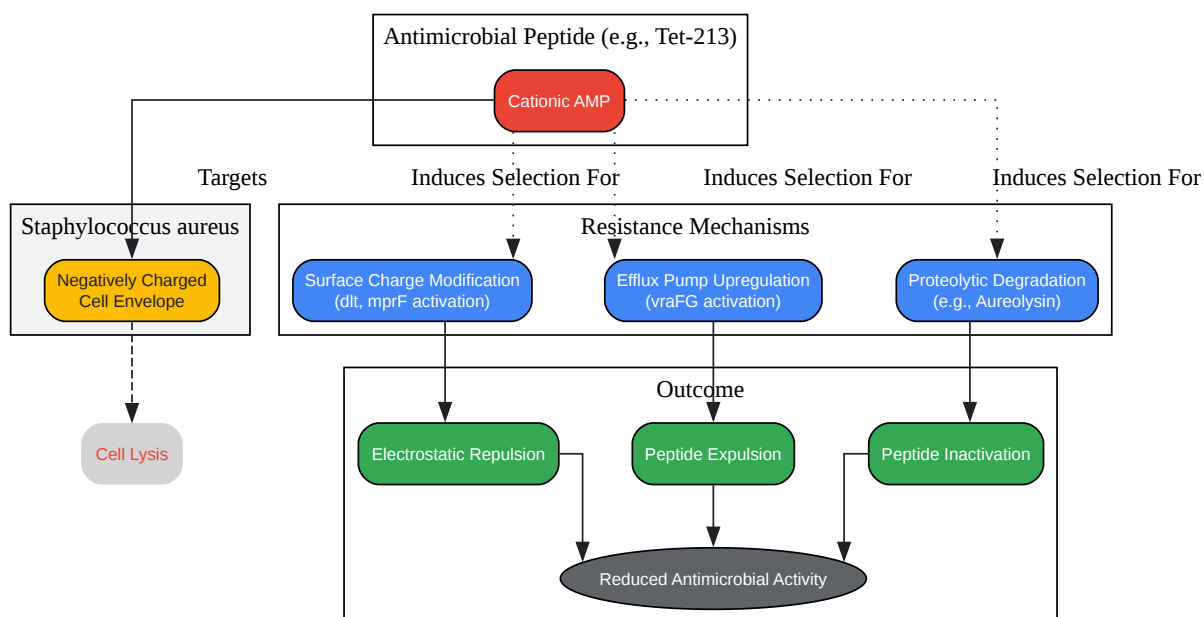 Antimicrobial Peptide (e.g., Tet-213)
Cationic AMP
Targets
Induces Selection For
Induces Selection For
Induces Selection For
Staphylococcus aureus
Resistance Mechanisms
Negatively Charged
Cell Envelope
Surface Charge Modification
(dlt, mprF activation)
Efflux Pump Upregulation
(vraFG activation)
Proteolytic Degradation
(e.g., Aureolysin)
Outcome
Cell Lysis
Electrostatic Repulsion
Peptide Expulsion
Peptide Inactivation
Reduced Antimicrobial Activity